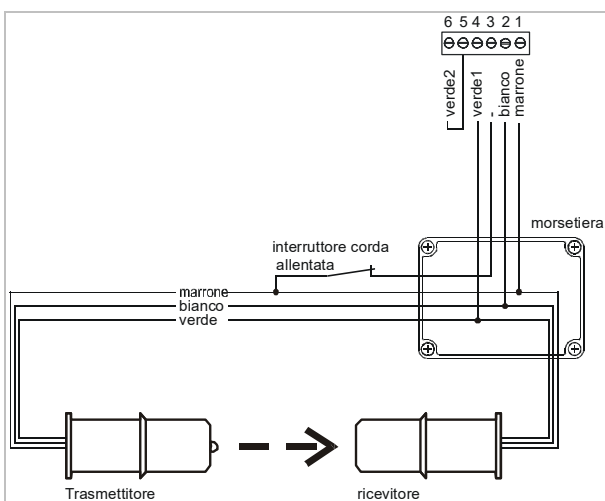 6 5 4 3 2 1
verde2
verde1
-
bianco
marrone
morsetiera
interruttore corda
allentata
marrone
bianco
verde
Trasmettitore
ricevitore